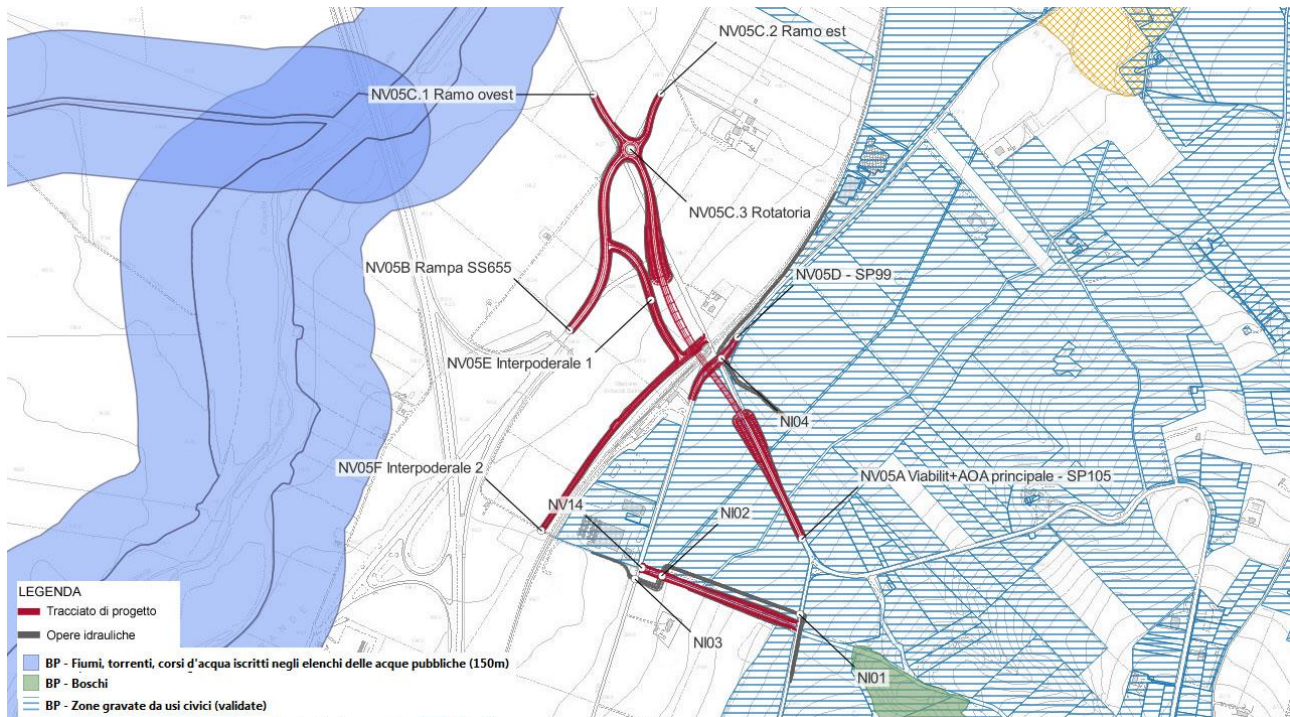 NV05C.2 Ramo est
NV05C.1 Ramo ovest
NV05C.3 Rotatoria
NV05B Rampa SS655
NV05D - SP99
NV05E Interpoderale 1
NI04
NV05F Interpoderale 2
NV05A Viabilit+AOA principale - SP105
NV14
NI02
NI03
NI01
LEGENDA
Tracciato di progetto
Opere idrauliche
BP - Fiumi, torrenti, corsi d'acqua iscritti negli elenchi delle acque pubbliche (150m)
BP - Boschi
BP - Zone gravate da usi civici (validate)